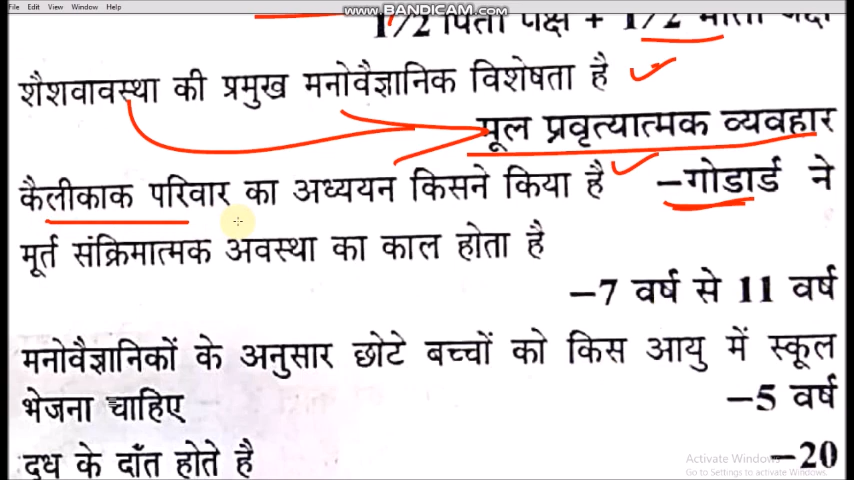 File Edit View Window Help
www.BANDICAM.com
1/2 पिता पक्ष + 1/2 माता पक्ष
शैशवावस्था की प्रमुख मनोवैज्ञानिक विशेषता है
मूल प्रवृत्यात्मक व्यवहार
कैलीकाक परिवार का अध्ययन किसने किया है –गोडार्ड ने
मूर्त संक्रिमात्मक अवस्था का काल होता है
–7 वर्ष से 11 वर्ष
मनोवैज्ञानिकों के अनुसार छोटे बच्चों को किस आयु में स्कूल
भेजना चाहिए –5 वर्ष
दूध के दाँत होते है –20
Activate Windows
Go to Settings to activate Windows.